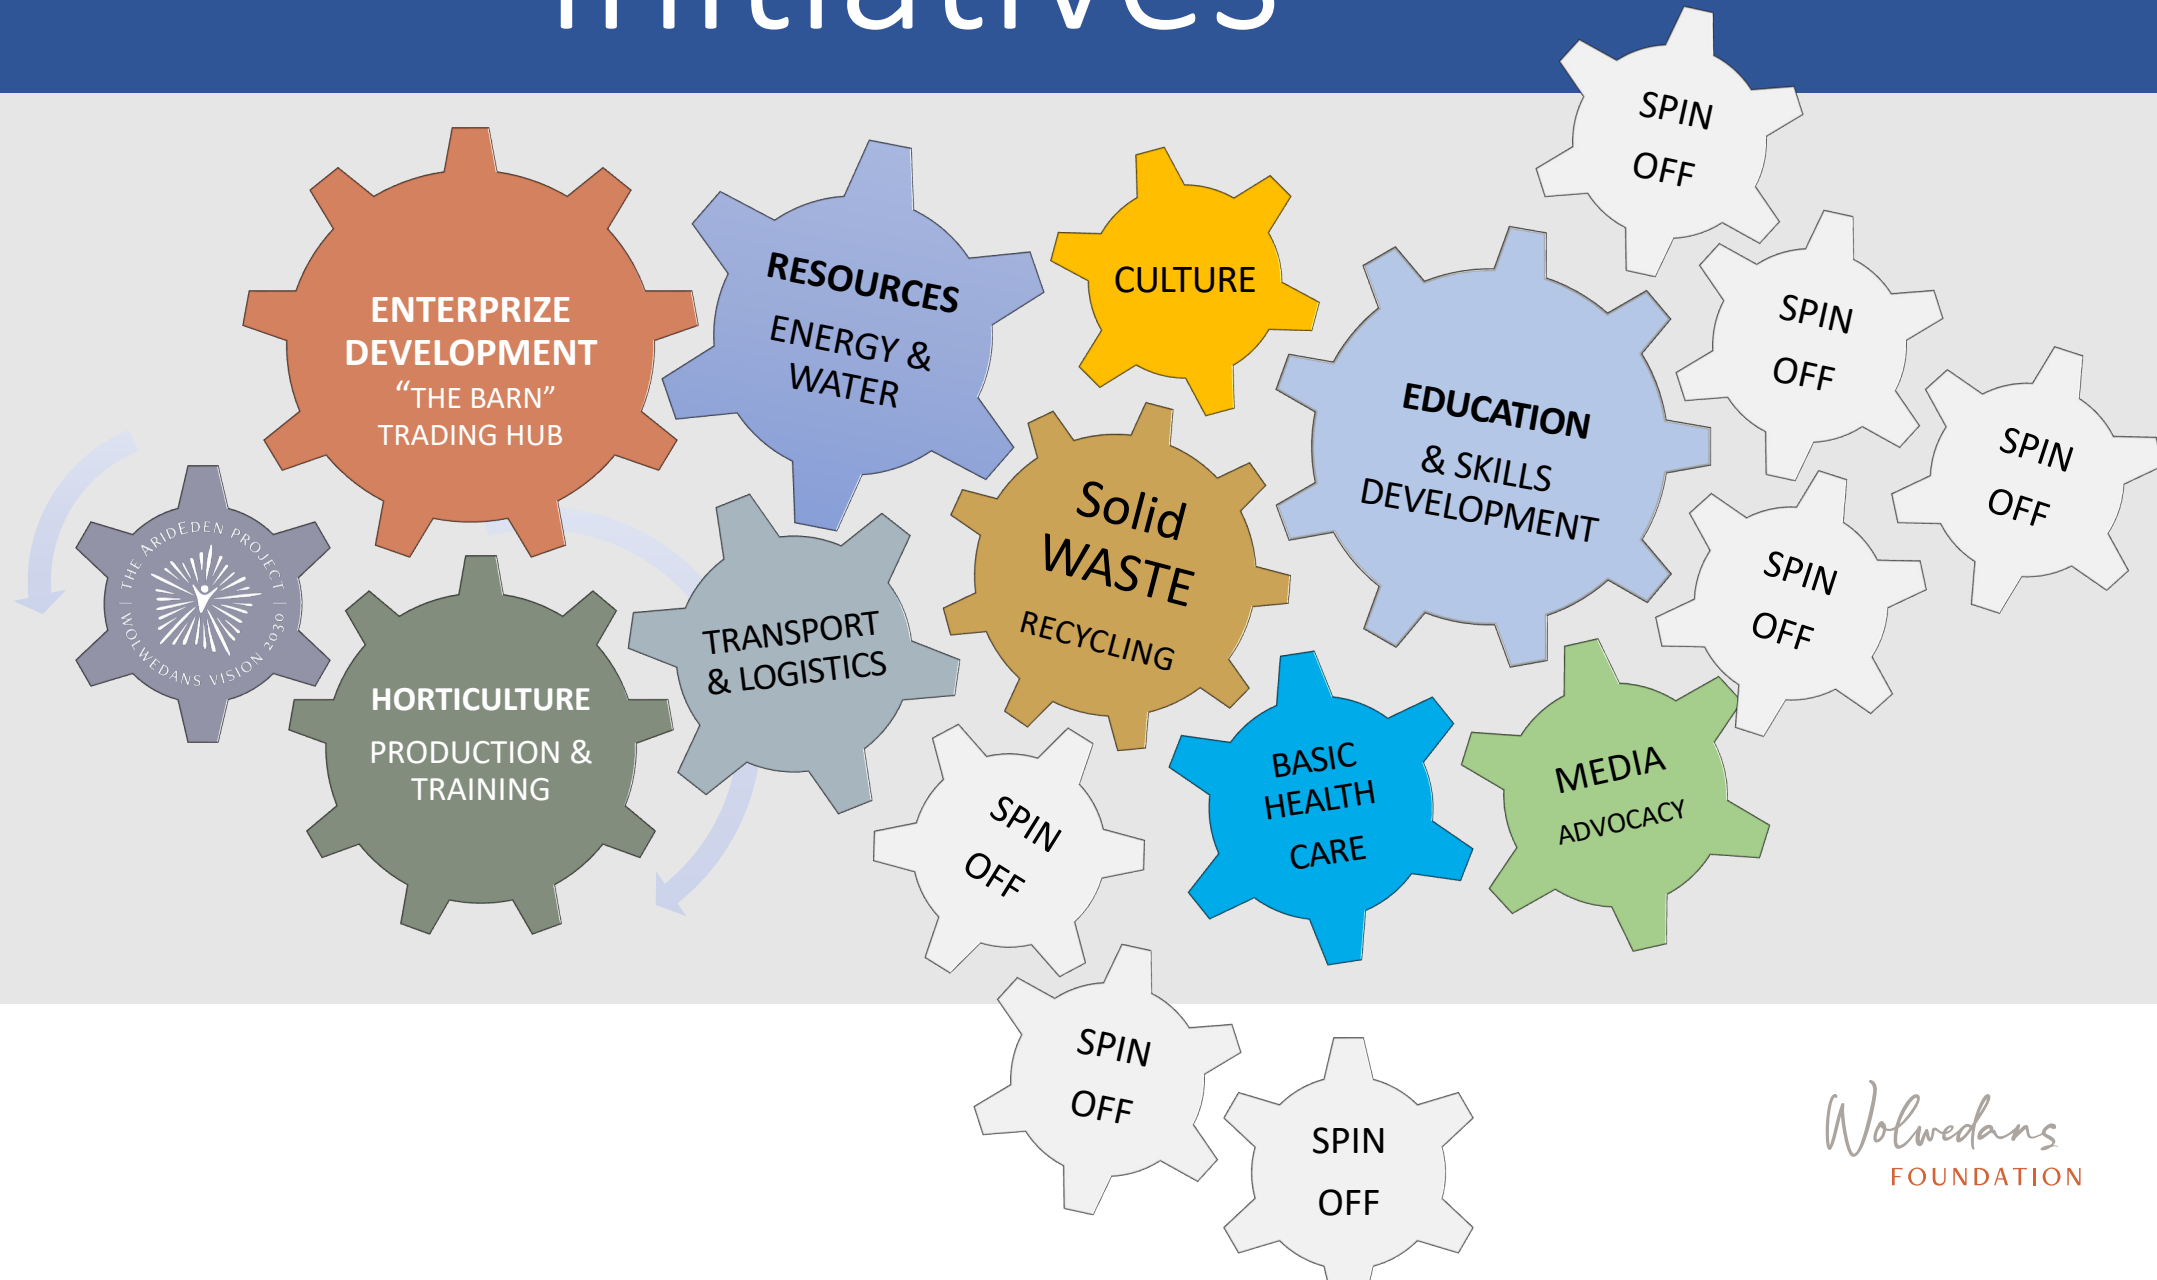 initiatives
SPIN
OFF
ENTERPRIZE
DEVELOPMENT
“THE BARN”
TRADING HUB
RESOURCES
ENERGY &
WATER
CULTURE
SPIN
OFF
EDUCATION
& SKILLS
DEVELOPMENT
SPIN
OFF
Solid
WASTE
RECYCLING
SPIN
OFF
THE ARIDEDEN PROJECT
| WOLWEDANS VISION 2030 |
TRANSPORT
& LOGISTICS
HORTICULTURE
PRODUCTION &
TRAINING
BASIC
HEALTH
CARE
MEDIA
ADVOCACY
SPIN
OFF
SPIN
OFF
SPIN
OFF
Wolwedans
FOUNDATION